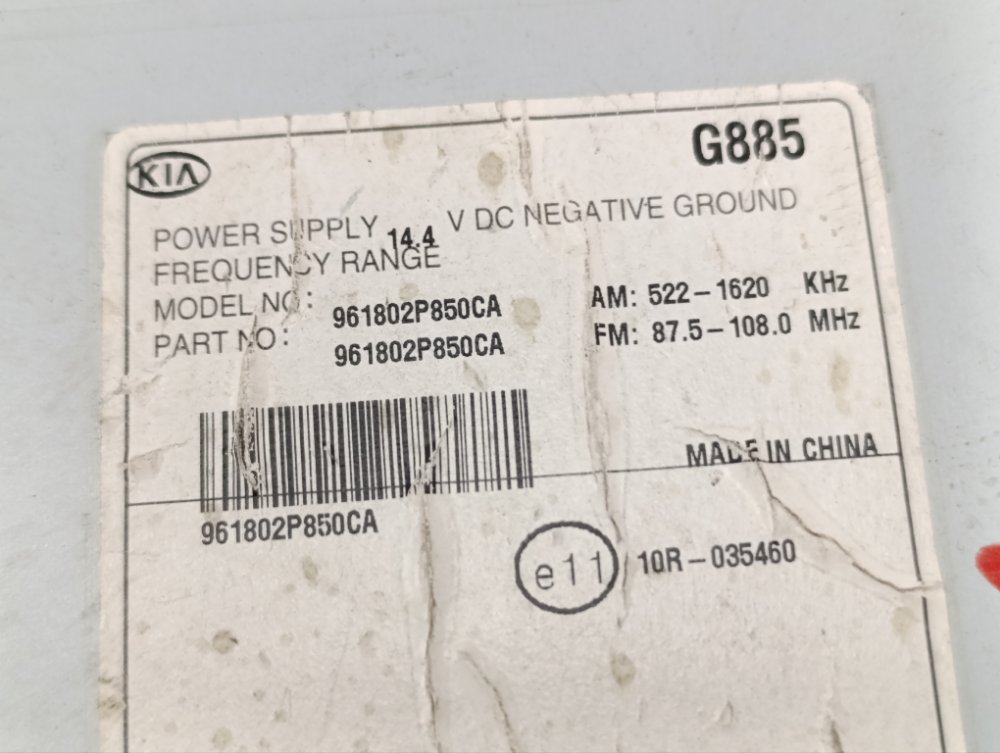 KIA
G885
POWER SUPPLY 14.4 V DC NEGATIVE GROUND
FREQUENCY RANGE
MODEL NO: 961802P850CA AM: 522-1620 KHz
PART NO: 961802P850CA FM: 87.5-108.0 MHz
MADE IN CHINA
961802P850CA
e11 10R-035460